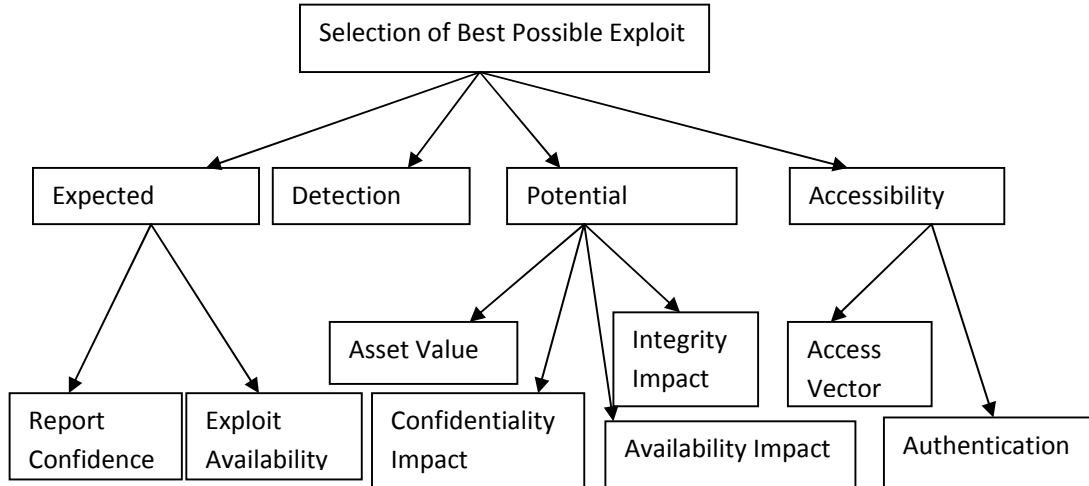 Selection of Best Possible Exploit
Expected
Detection
Potential
Accessibility
Asset Value
Integrity
Impact
Access
Vector
Report
Confidence
Exploit
Availability
Confidentiality
Impact
Availability Impact
Authentication